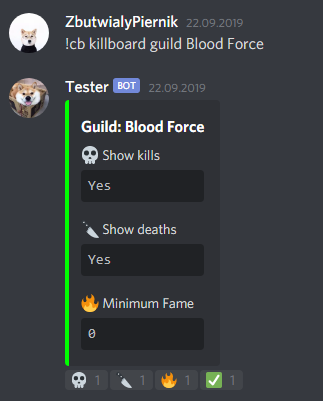 ZbutwialyPiernik 22.09.2019
!cb killboard guild Blood Force
Tester BOT 22.09.2019
Guild: Blood Force
💀 Show kills
Yes
🔪 Show deaths
Yes
🔥 Minimum Fame
0
💀 1 🔪 1 🔥 1 ✅ 1